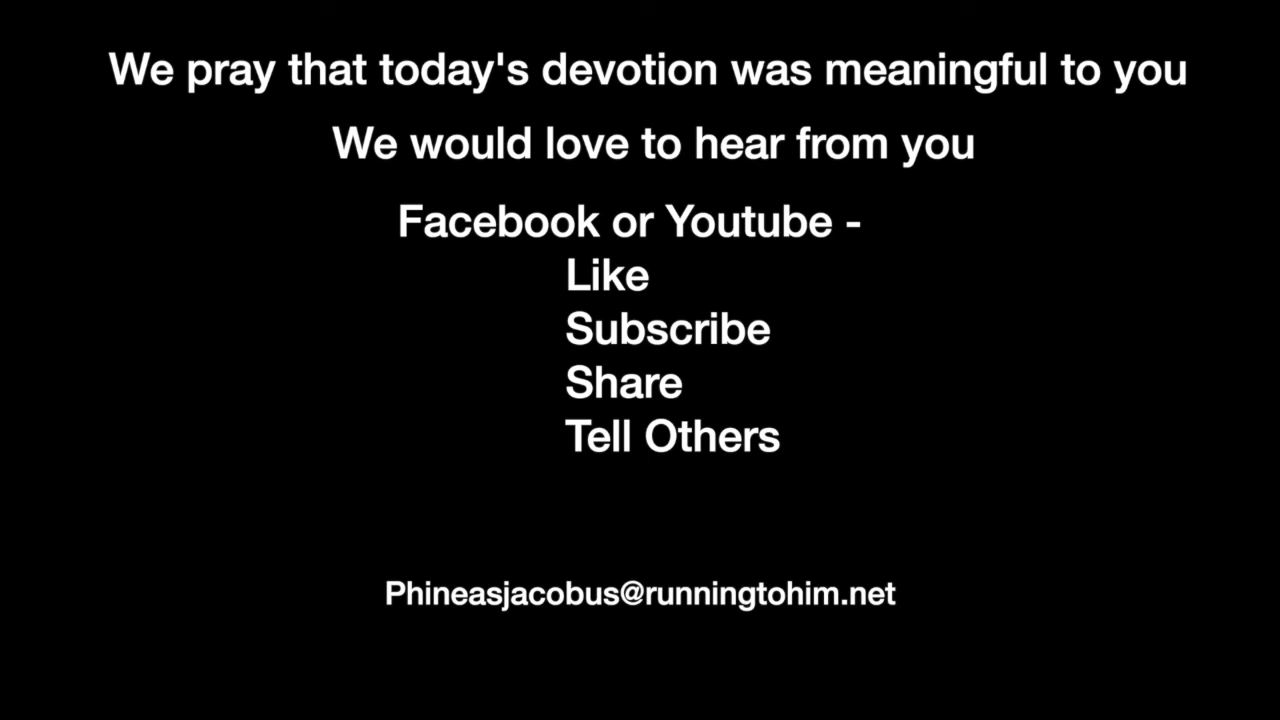 We pray that today's devotion was meaningful to you
We would love to hear from you
Facebook or Youtube -
Like
Subscribe
Share
Tell Others
Phineasjacobus@runningtohim.net